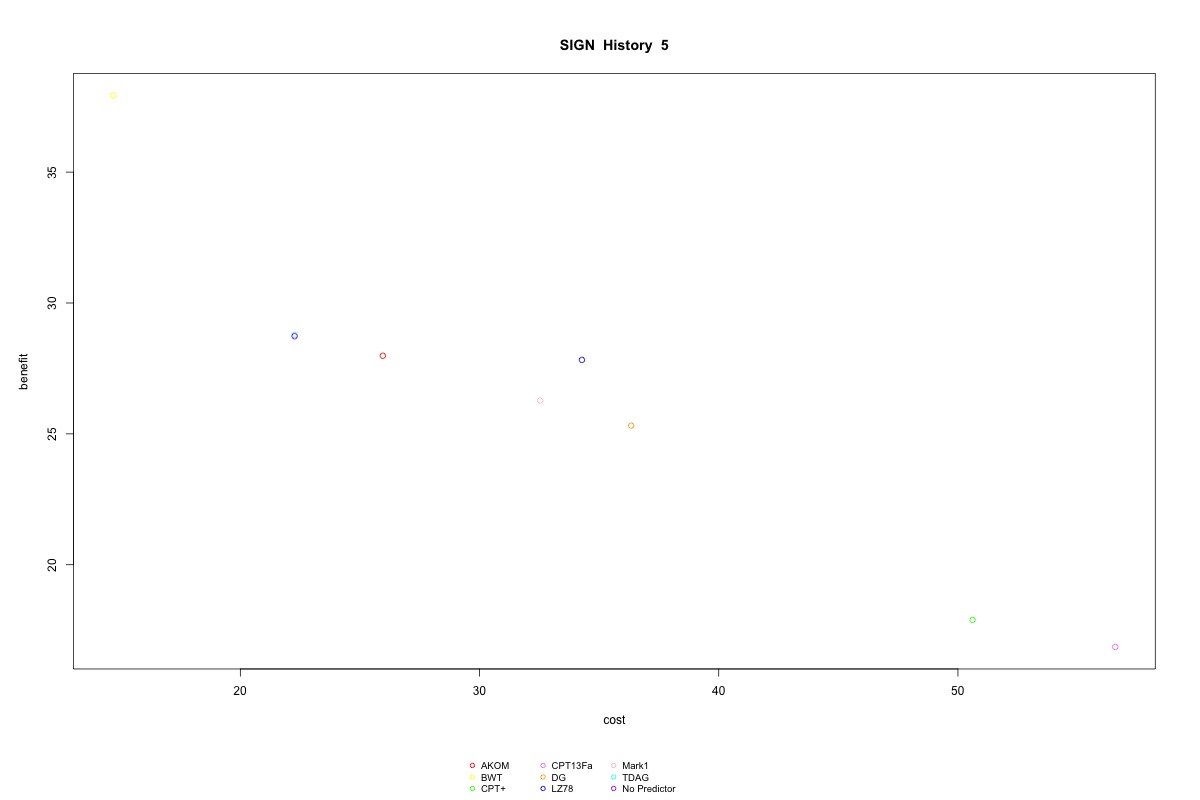 SIGN History 5
35
30
25
20
benefit
20 30 40 50
cost
AKOM CPT13Fa Mark1
BWT DG TDAG
CPT+ LZ78 No Predictor